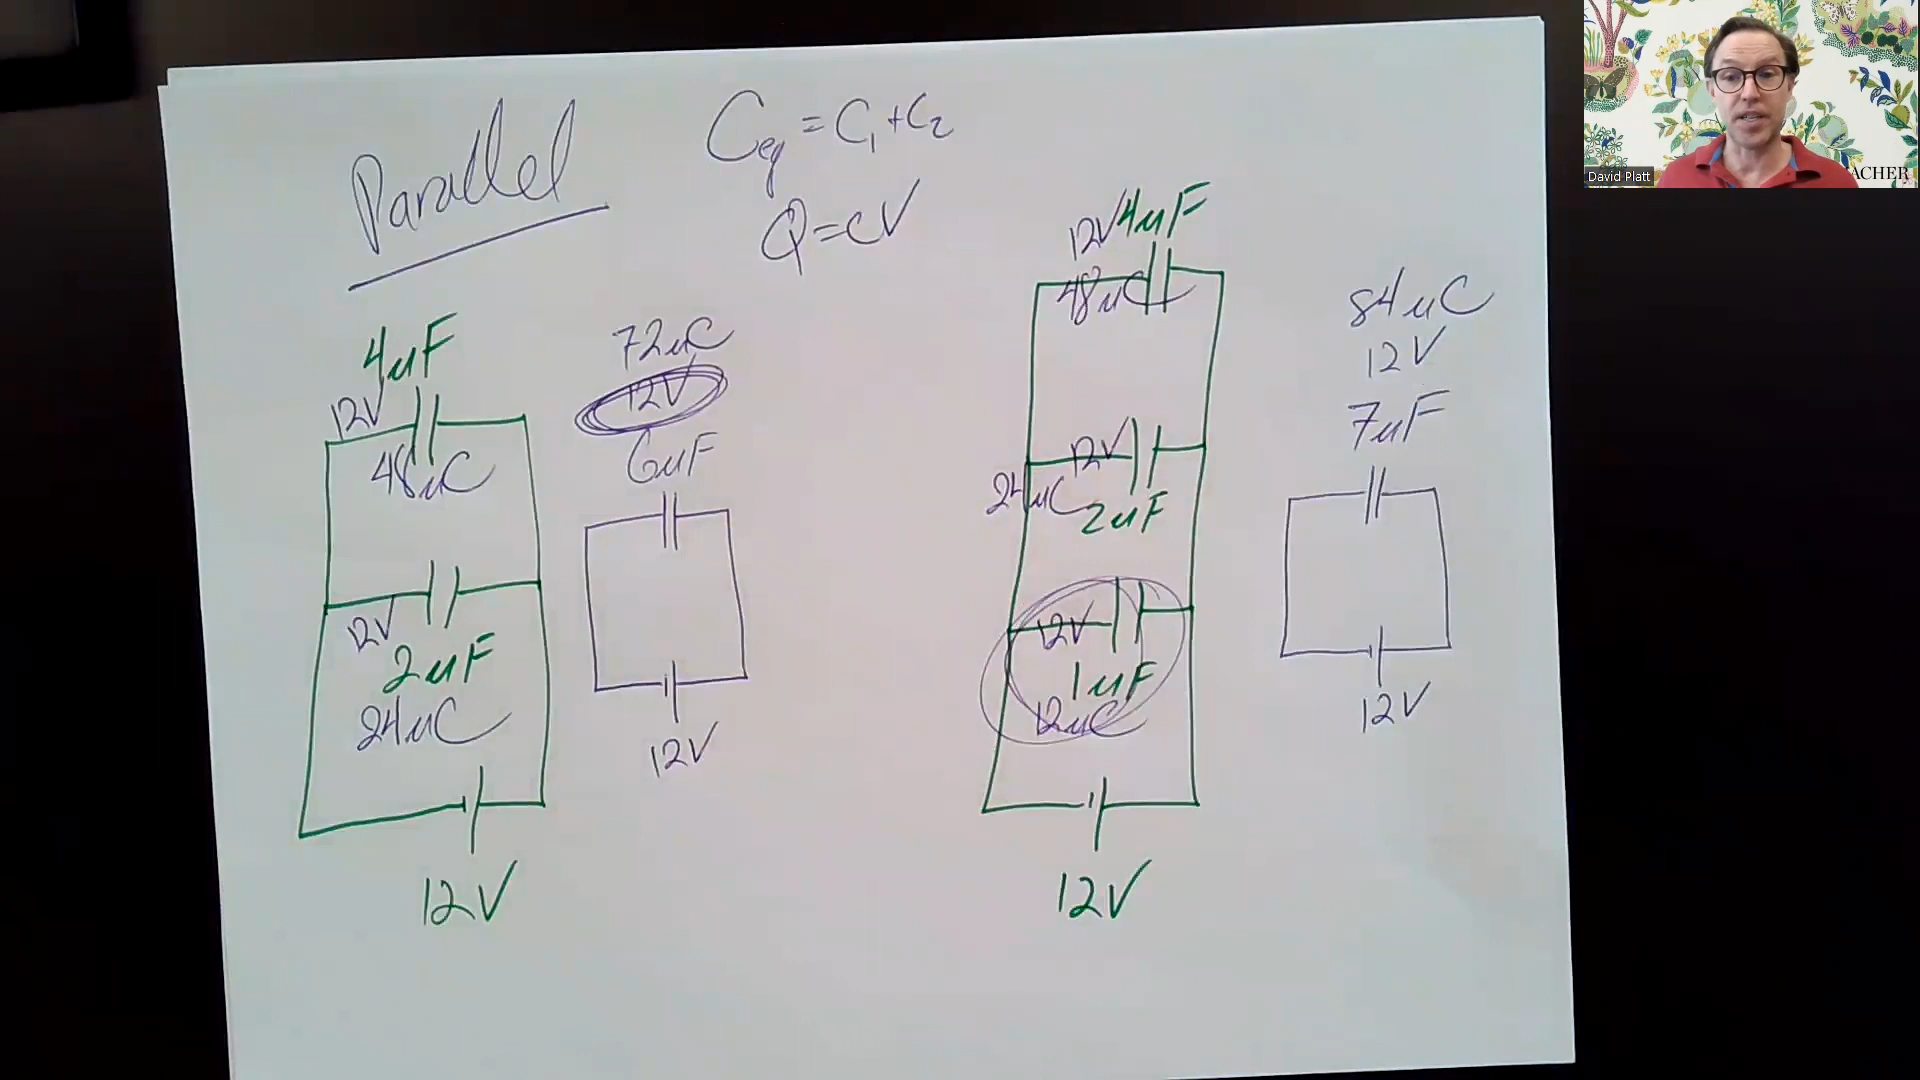 Parallel
Ceq = C1 + C2
Q = CV
4uF
12V
48uC
12V
2uF
24uC
12V
72uC
12V
6uF
12V
12V 4uF
48uC
12V
24uC
2uF
12V
1uF
12uC
12V
84uC
12V
7uF
12V
David Platt
ACHER